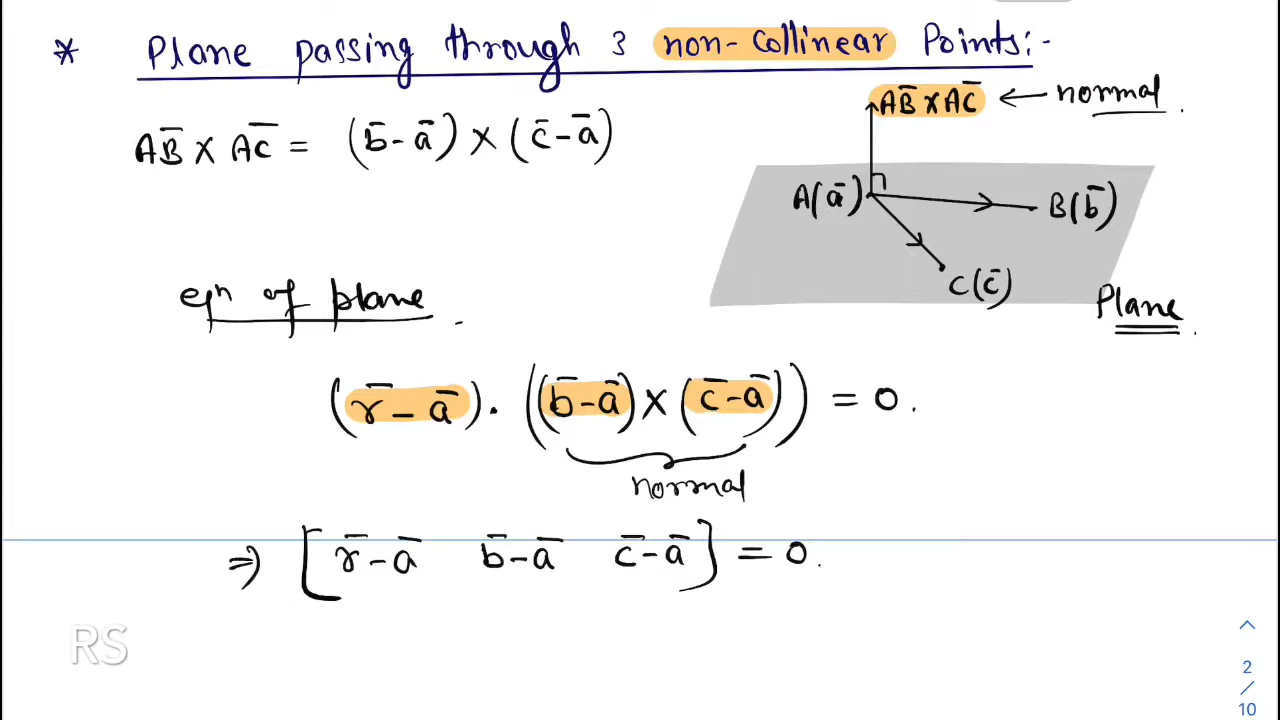 * Plane passing through 3 non-collinear Points:-
AB̄ × AC̄ = (b̄-ā) × (c̄-ā)
AB̄ × AC̄ ← normal.
A(ā)
B(b̄)
C(c̄)
Plane.
eqⁿ of plane.
(r̄ - ā) · ((b̄-ā) × (c̄-ā)) = 0.
normal
⇒ [r̄-ā b̄-ā c̄-ā] = 0.
RS
^
2
/
10